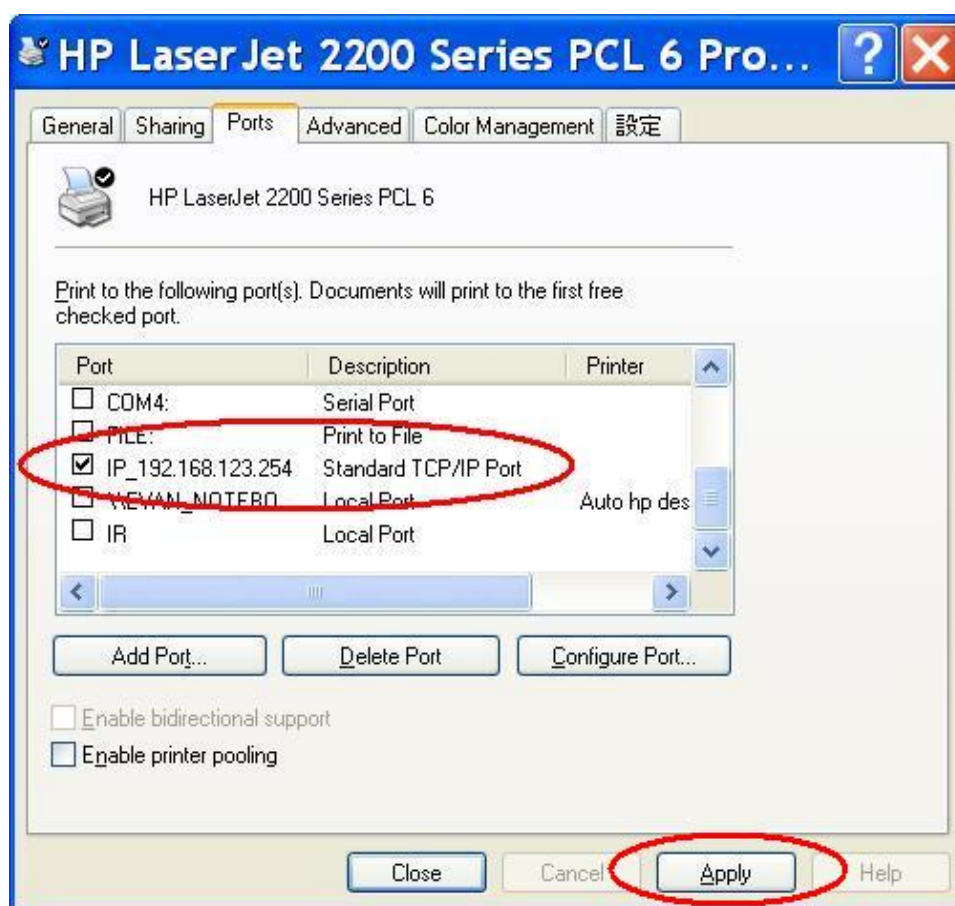 HP LaserJet 2200 Series PCL 6 Pro...
General Sharing Ports Advanced Color Management 設定
HP LaserJet 2200 Series PCL 6
Print to the following port(s). Documents will print to the first free
checked port.
Port Description Printer
COM4: Serial Port
FILE: Print to File
IP_192.168.123.254 Standard TCP/IP Port
\\EVAN_NOTEBO... Local Port Auto hp des
IR Local Port
Add Port... Delete Port Configure Port...
Enable bidirectional support
Enable printer pooling
Close Cancel Apply Help